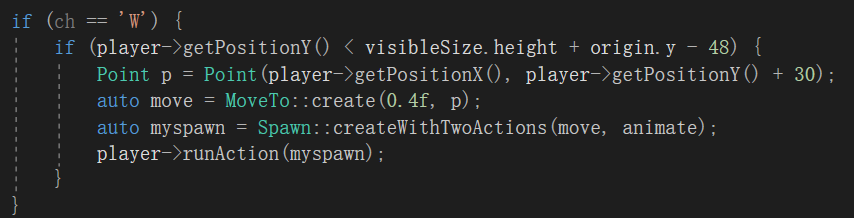 if (ch == 'W') {
if (player->getPositionY() < visibleSize.height + origin.y - 48) {
Point p = Point(player->getPositionX(), player->getPositionY() + 30);
auto move = MoveTo::create(0.4f, p);
auto myspawn = Spawn::createWithTwoActions(move, animate);
player->runAction(myspawn);
}
}